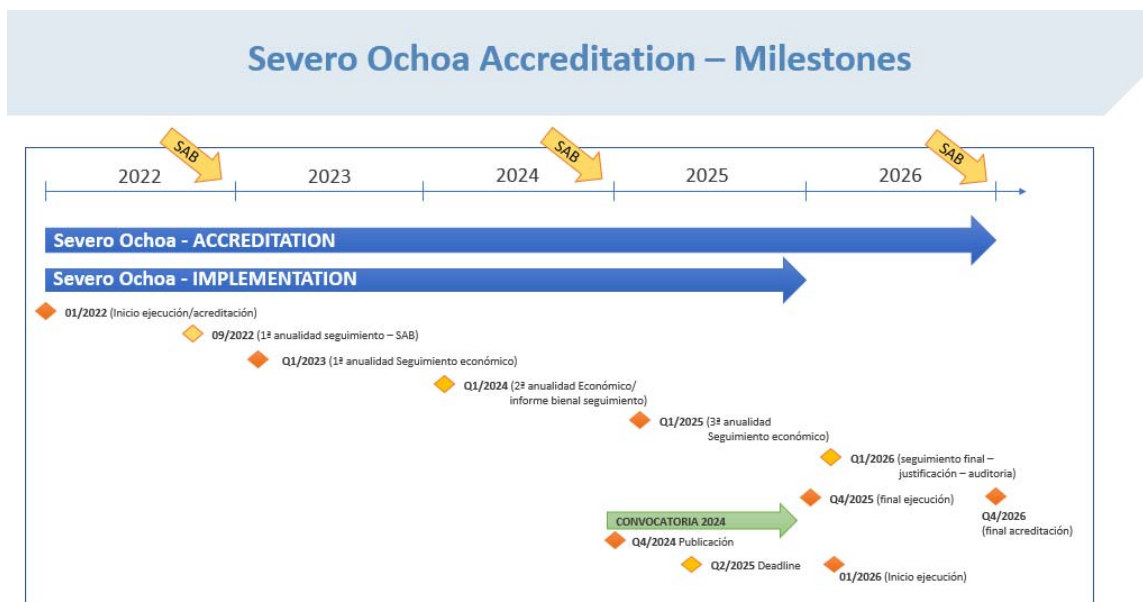 Severo Ochoa Accreditation – Milestones
SAB
SAB
SAB
2022
2023
2024
2025
2026
Severo Ochoa - ACCREDITATION
Severo Ochoa - IMPLEMENTATION
01/2022 (Inicio ejecución/acreditación)
09/2022 (1ª anualidad seguimiento – SAB)
Q1/2023 (1ª anualidad Seguimiento económico)
Q1/2024 (2ª anualidad Económico/
informe bienal seguimiento)
Q1/2025 (3ª anualidad
Seguimiento económico)
Q1/2026 (seguimiento final –
justificación – auditoria)
Q4/2025 (final ejecución)
Q4/2026
(final acreditación)
CONVOCATORIA 2024
Q4/2024 Publicación
Q2/2025 Deadline
01/2026 (Inicio ejecución)